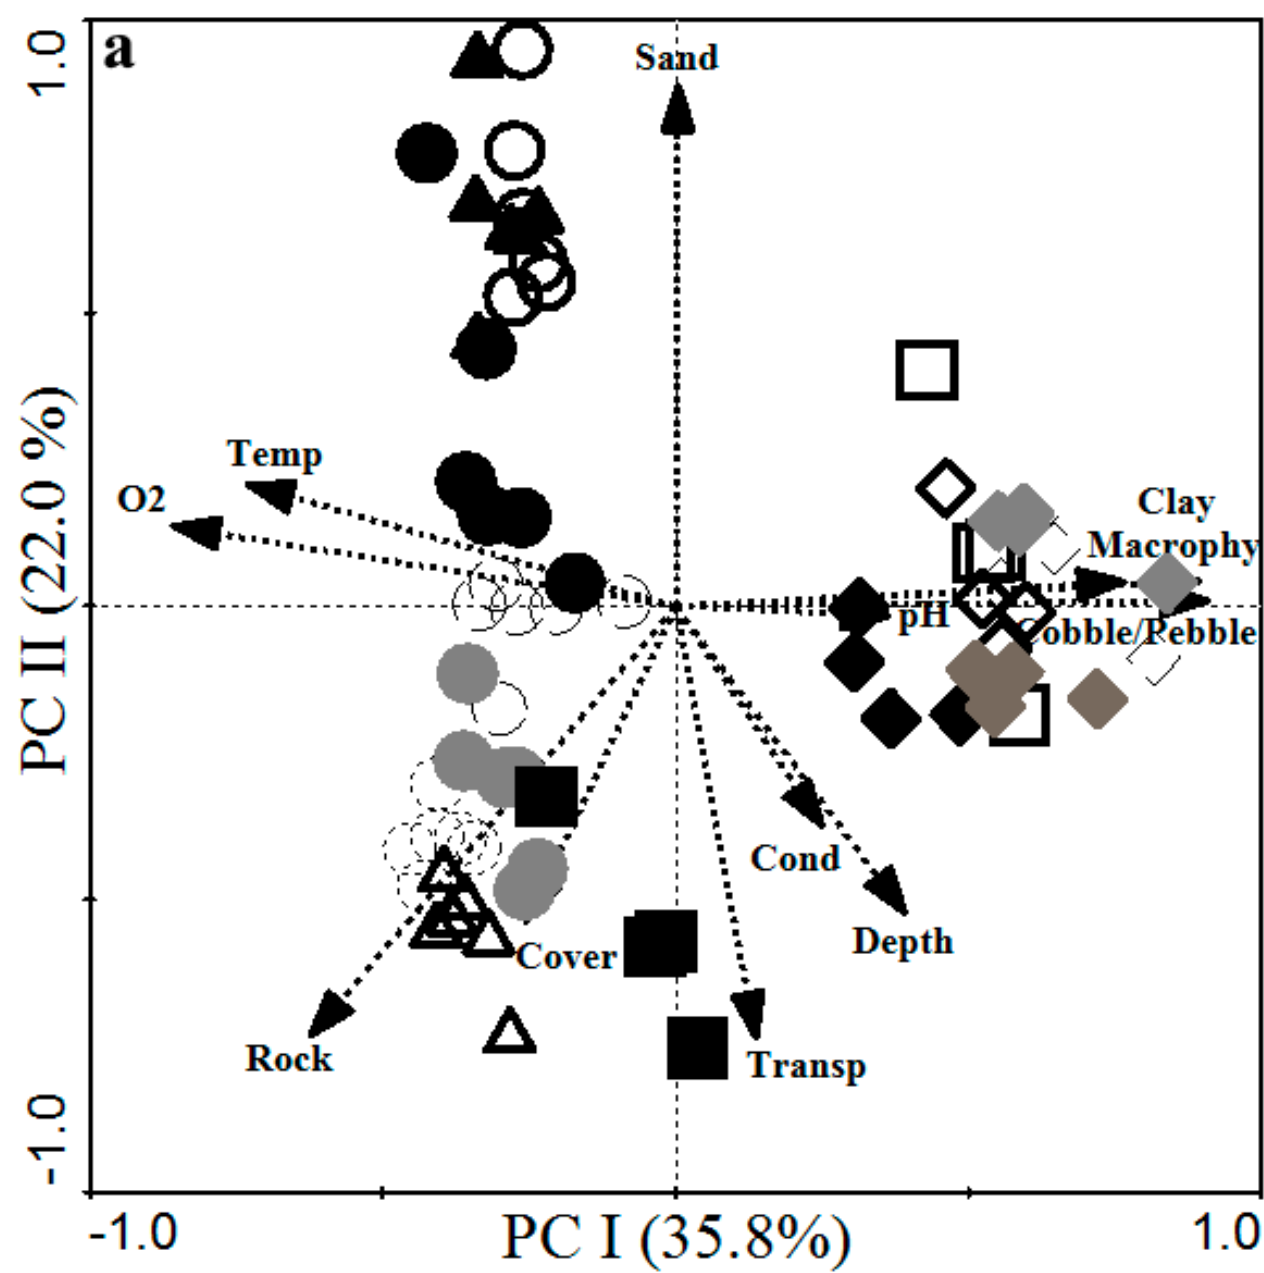 a
1.0
Sand
Temp
O2
Clay
Macrophy
pH
Cobble/Pebble
Cond
Depth
Cover
Rock
Transp
PC II (22.0 %)
-1.0
-1.0
PC I (35.8%)
1.0